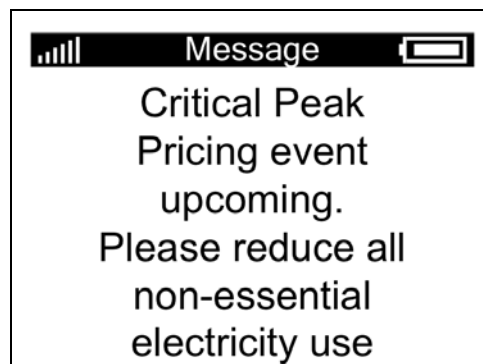 Message
Critical Peak
Pricing event
upcoming.
Please reduce all
non-essential
electricity use